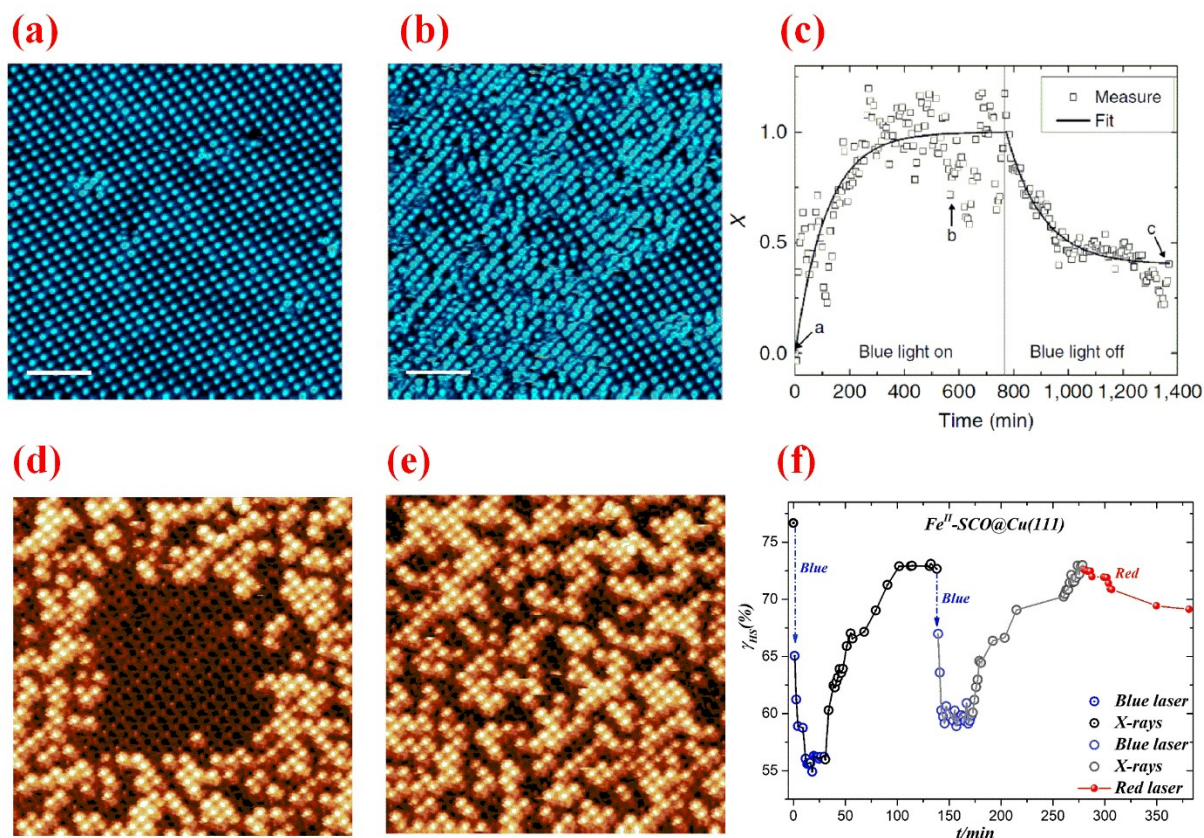 (a)
(b)
(c)
X
1.0
0.5
0.0
Measure
Fit
a
b
c
Blue light on
Blue light off
0 200 400 600 800 1,000 1,200 1,400
Time (min)
(d)
(e)
(f)
Fe^II-SCO@Cu(111)
γHS(%)
75
70
65
60
55
Blue
Blue
Red
Blue laser
X-rays
Blue laser
X-rays
Red laser
0 50 100 150 200 250 300 350
t/min